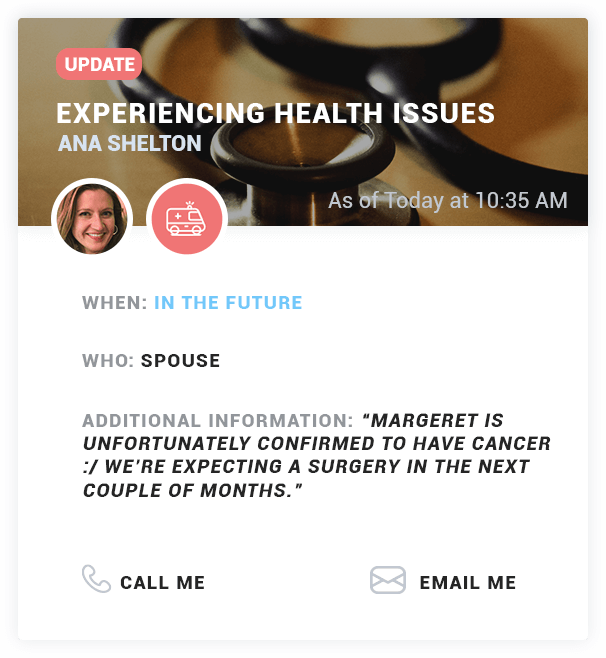 UPDATE
EXPERIENCING HEALTH ISSUES
ANA SHELTON
As of Today at 10:35 AM
WHEN: IN THE FUTURE
WHO: SPOUSE
ADDITIONAL INFORMATION: "MARGERET IS
UNFORTUNATELY CONFIRMED TO HAVE CANCER
:/ WE'RE EXPECTING A SURGERY IN THE NEXT
COUPLE OF MONTHS."
CALL ME
EMAIL ME